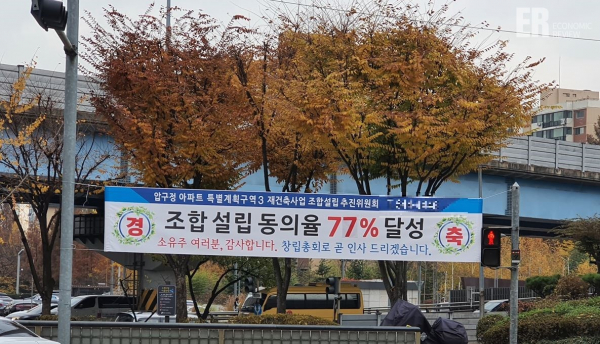 ER ECONOMIC
압구정 아파트 특별계획구역3 재건축사업 조합설립 추진위원회
경 조합 설립 동의율 77% 달성 축
소유주 여러분, 감사합니다. 창립총회로 곧 인사 드리겠습니다.